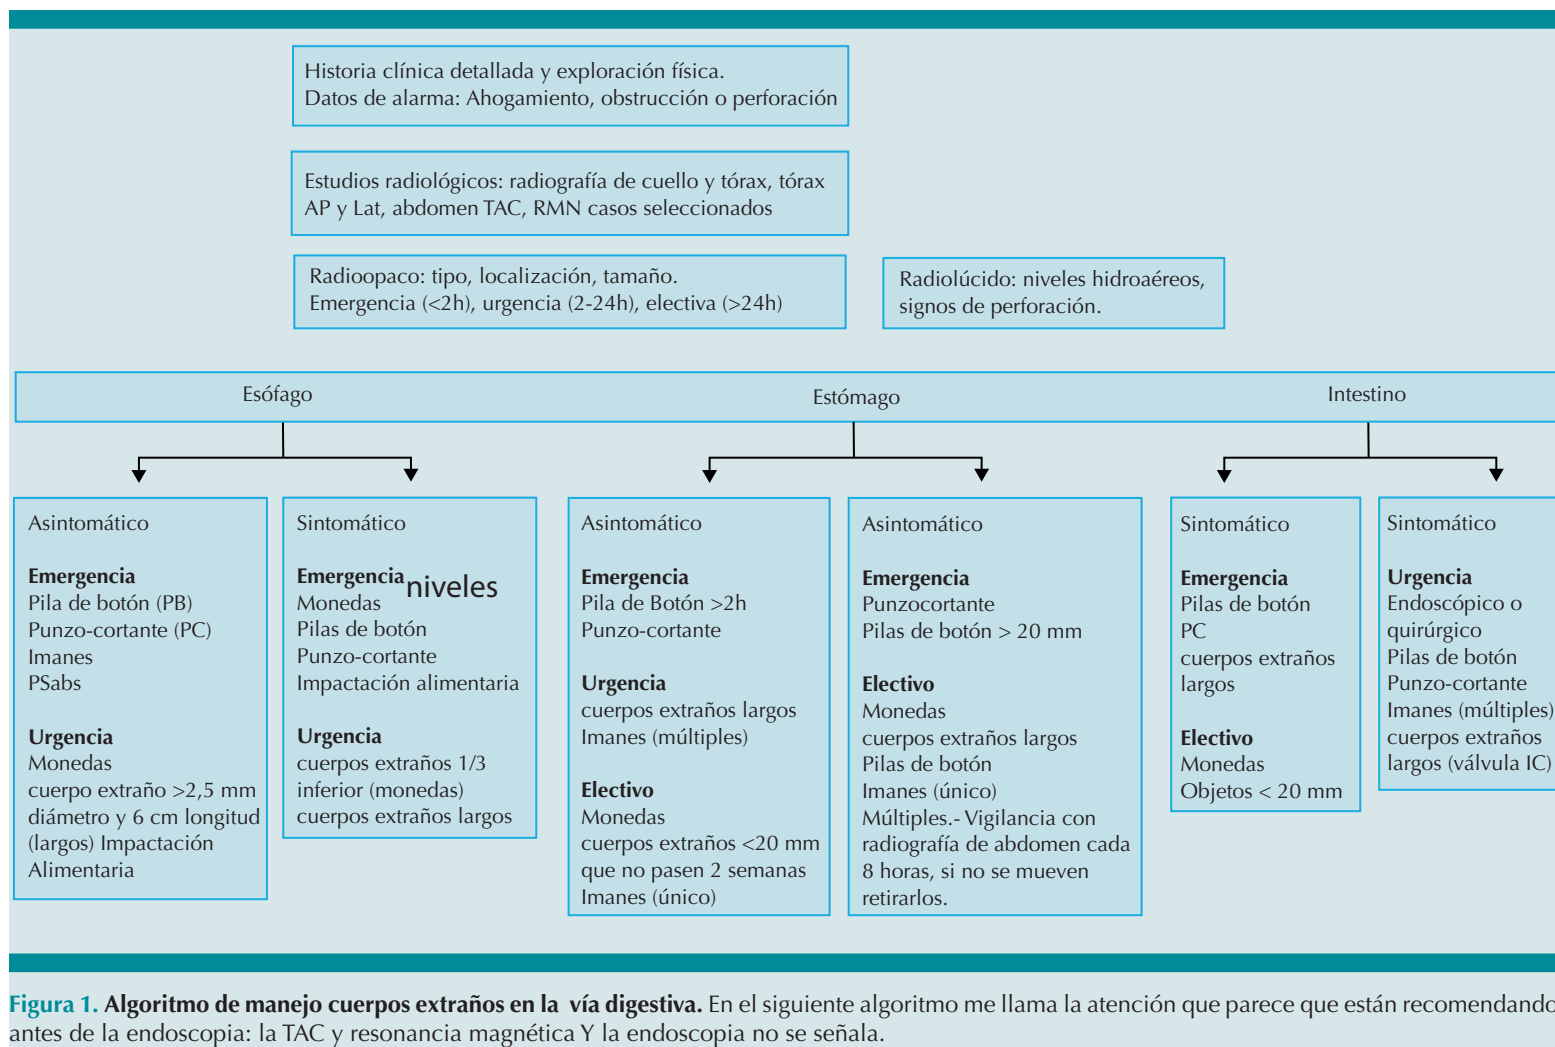 Historia clínica detallada y exploración física.
Datos de alarma: Ahogamiento, obstrucción o perforación
Estudios radiológicos: radiografía de cuello y tórax, tórax
AP y Lat, abdomen TAC, RMN casos seleccionados
Radioopaco: tipo, localización, tamaño.
Emergencia (<2h), urgencia (2-24h), electiva (>24h)
Radiolúcido: niveles hidroaéreos,
signos de perforación.
Esófago
Estómago
Intestino
Asintomático
Emergencia
Pila de botón (PB)
Punzo-cortante (PC)
Imanes
PSabs
Urgencia
Monedas
cuerpo extraño >2,5 mm
diámetro y 6 cm longitud
(largos) Impactación
Alimentaria
Sintomático
Emergencia niveles
Monedas
Pilas de botón
Punzo-cortante
Impactación alimentaria
Urgencia
cuerpos extraños 1/3
inferior (monedas)
cuerpos extraños largos
Asintomático
Emergencia
Pila de Botón >2h
Punzo-cortante
Urgencia
cuerpos extraños largos
Imanes (múltiples)
Electivo
Monedas
cuerpos extraños <20 mm
que no pasen 2 semanas
Imanes (único)
Asintomático
Emergencia
Punzocortante
Pilas de botón > 20 mm
Electivo
Monedas
cuerpos extraños largos
Pilas de botón
Imanes (único)
Múltiples.- Vigilancia con
radiografía de abdomen cada
8 horas, si no se mueven
retirarlos.
Sintomático
Emergencia
Pilas de botón
PC
cuerpos extraños
largos
Electivo
Monedas
Objetos < 20 mm
Sintomático
Urgencia
Endoscópico o
quirúrgico
Pilas de botón
Punzo-cortante
Imanes (múltiples)
cuerpos extraños
largos (válvula IC)
Figura 1. Algoritmo de manejo cuerpos extraños en la vía digestiva. En el siguiente algoritmo me llama la atención que parece que están recomendando
antes de la endoscopia: la TAC y resonancia magnética Y la endoscopia no se señala.